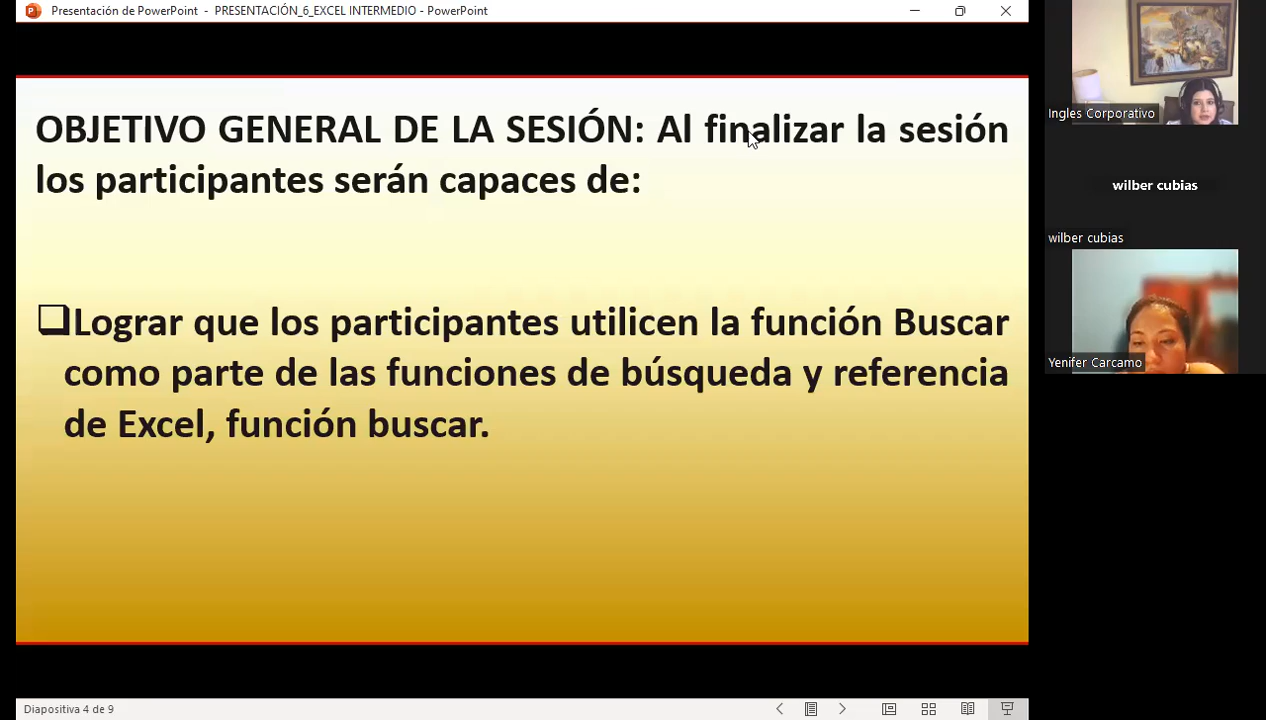 Presentación de PowerPoint - PRESENTACIÓN_6_EXCEL INTERMEDIO - PowerPoint
OBJETIVO GENERAL DE LA SESIÓN: Al finalizar la sesión
los participantes serán capaces de:
Lograr que los participantes utilicen la función Buscar
como parte de las funciones de búsqueda y referencia
de Excel, función buscar.
Diapositiva 4 de 9
Ingles Corporativo
wilber cubias
wilber cubias
Yenifer Carcamo